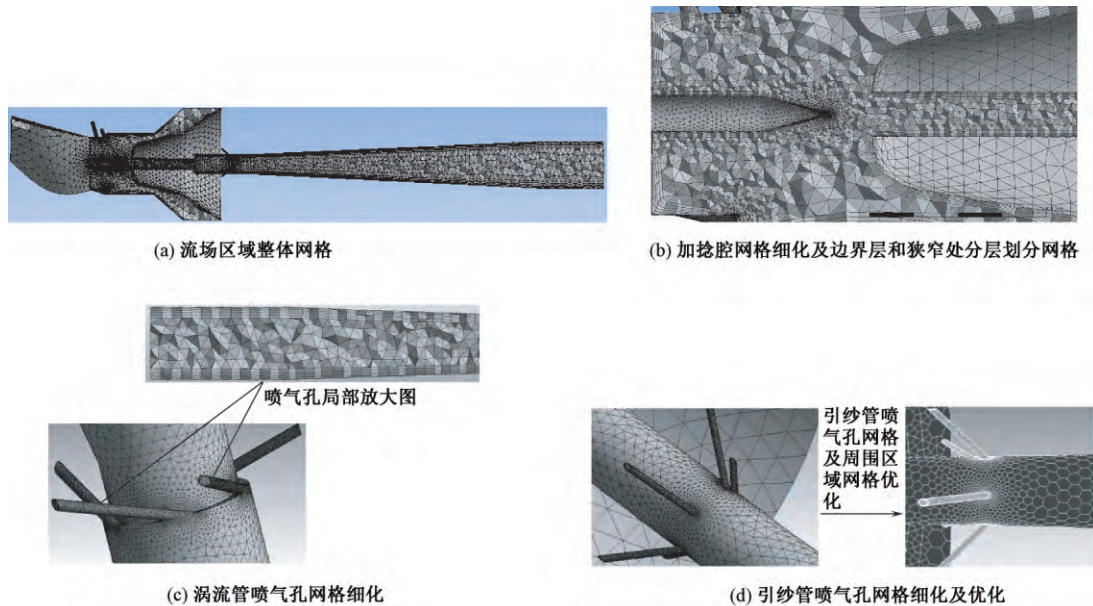 (a) 流场区域整体网格
(b) 加捻腔网格细化及边界层和狭窄处分层划分网格
喷气孔局部放大图
(c) 涡流管喷气孔网格细化
引纱管喷
气孔网格
及周围区
域网格优
化
(d) 引纱管喷气孔网格细化及优化